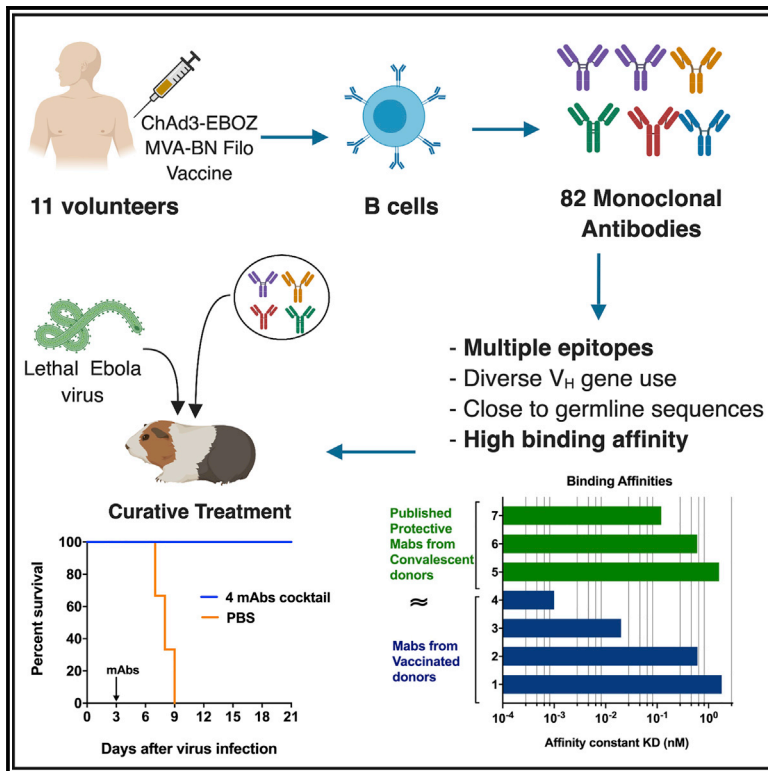 ChAd3-EBOZ
MVA-BN Filo
Vaccine
11 volunteers
B cells
82 Monoclonal
Antibodies
Lethal Ebola
virus
- Multiple epitopes
- Diverse VH gene use
- Close to germline sequences
- High binding affinity
Curative Treatment
Percent survival
100
80
60
40
20
0
4 mAbs cocktail
PBS
mAbs
0 3 6 9 12 15 18 21
Days after virus infection
Binding Affinities
Published
Protective
Mabs from
Convalescent
donors
≈
Mabs from
Vaccinated
donors
7
6
5
4
3
2
1
10-4 10-3 10-2 10-1 100
Affinity constant KD (nM)